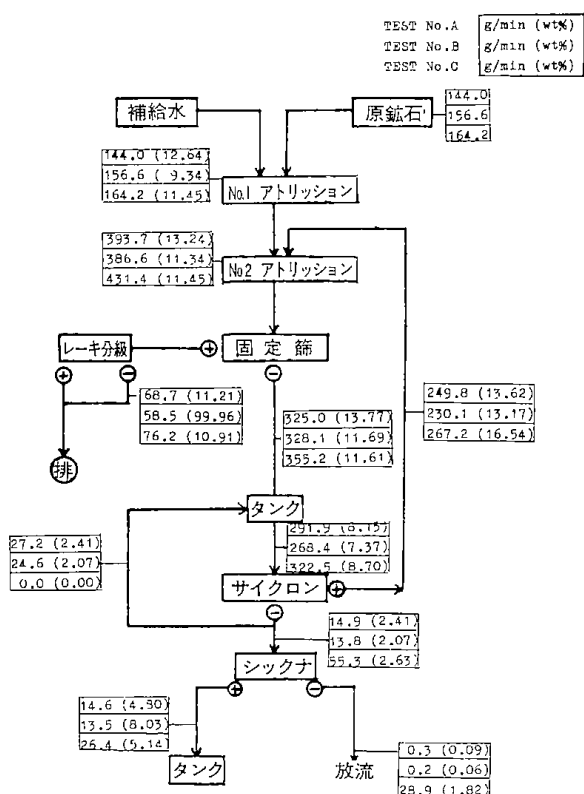 TEST No.A g/min (wt%)
TEST No.B g/min (wt%)
TEST No.C g/min (wt%)
補給水
原鉱石
144.0
156.6
164.2
144.0 (12.64)
156.6 ( 9.34)
164.2 (11.45)
No.1 アトリッション
393.7 (13.24)
386.6 (11.34)
431.4 (11.45)
No2 アトリッション
レーキ分級
⊕
固定篩
⊕
⊖
⊖
68.7 (11.21)
58.5 (99.96)
76.2 (10.91)
325.0 (13.77)
328.1 (11.69)
355.2 (11.61)
249.8 (13.62)
230.1 (13.17)
267.2 (16.54)
排
タンク
291.9 (8.15)
268.4 (7.37)
322.5 (8.70)
27.2 (2.41)
24.6 (2.07)
0.0 (0.00)
サイクロン
⊕
⊖
14.9 (2.41)
13.8 (2.07)
55.3 (2.63)
シックナ
⊕
⊖
14.6 (4.80)
13.5 (8.03)
26.4 (5.14)
タンク
放流
0.3 (0.09)
0.2 (0.06)
28.9 (1.82)